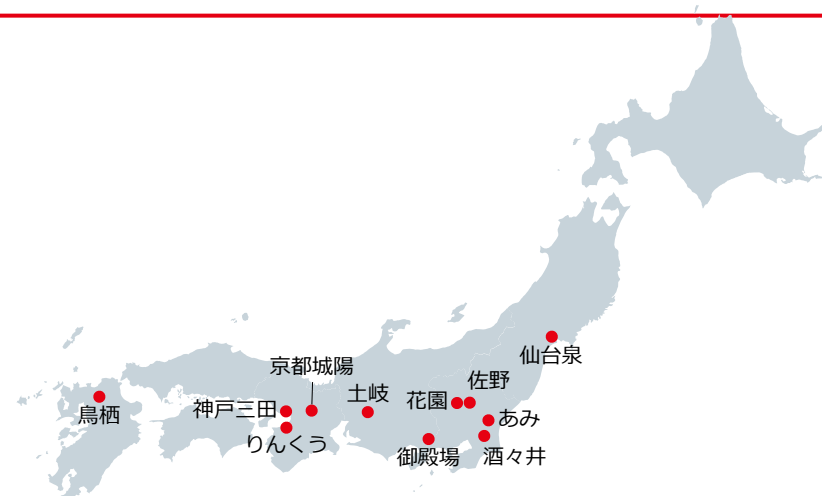 仙台泉
京都城陽
佐野
土岐
花園
神戸三田
鳥栖
あみ
りんくう
御殿場
酒々井